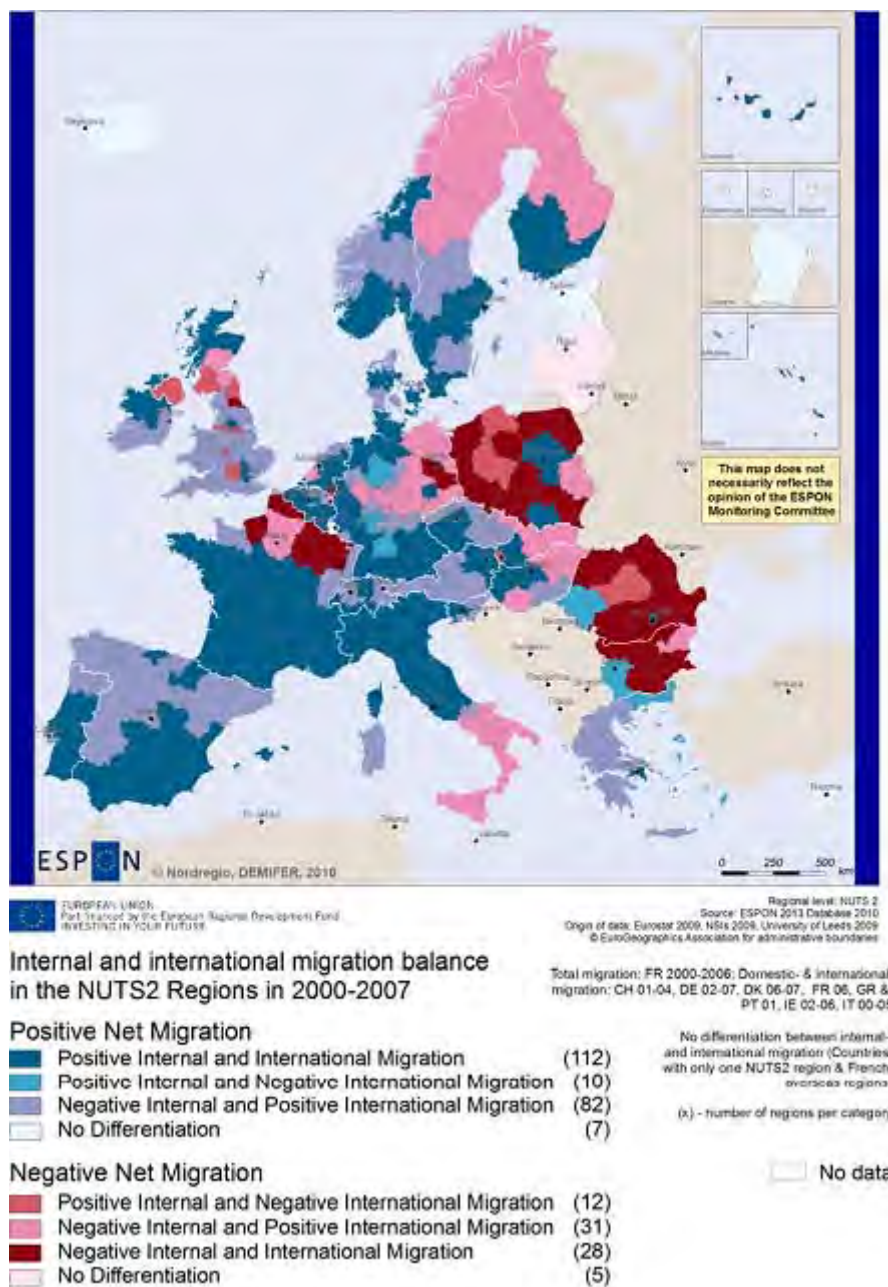 Reykjavik
This map does not
necessarily reflect the
opinion of the ESPON
Monitoring Committee
ESPON
© Nordregio, DEMIFER, 2010
0 250 500
km
EUROPEAN UNION
Part financed by the European Regional Development Fund
INVESTING IN YOUR FUTURE
Regional level: NUTS 2
Source: ESPON 2013 Database 2010
Origin of data: Eurostat 2009, NSIs 2009, University of Leeds 2009
© EuroGeographics Association for administrative boundaries
Internal and international migration balance
in the NUTS2 Regions in 2000-2007
Total migration: FR 2000-2006; Domestic- & international
migration: CH 01-04, DE 02-07, DK 06-07, FR 06, GR &
PT 01, IE 02-06, IT 00-05
Positive Net Migration
Positive Internal and International Migration (112)
Positive Internal and Negative International Migration (10)
Negative Internal and Positive International Migration (82)
No Differentiation (7)
No differentiation between internal-
and international migration (Countries
with only one NUTS2 region & French
overseas regions
(x) - number of regions per category
Negative Net Migration
Positive Internal and Negative International Migration (12)
Negative Internal and Positive International Migration (31)
Negative Internal and International Migration (28)
No Differentiation (5)
No data